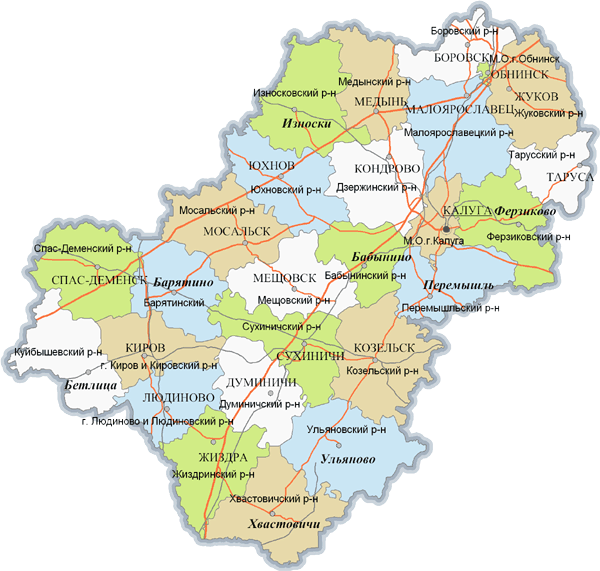 Боровский р-н
БОРОВСК
М.О.г.Обнинск
ОБНИНСК
Медынский р-н
Износковский р-н
ЖУКОВ
МЕДЫНЬ
МАЛОЯРОСЛАВЕЦ
Жуковский р-н
Износки
Малоярославецкий р-н
Тарусский р-н
ЮХНОВ
КОНДРОВО
ТАРУСА
Юхновский р-н
Дзержинский р-н
Мосальский р-н
КАЛУГА
Ферзиково
МОСАЛЬСК
М.О.г.Калуга
Ферзиковский р-н
Спас-Деменский р-н
Бабынино
Бабынинский р-н
СПАС-ДЕМЕНСК
Барятино
МЕЩОВСК
Перемышль
Барятинский
Мещовский р-н
Перемышльский р-н
Сухиничский р-н
Куйбышевский р-н
КИРОВ
СУХИНИЧИ
КОЗЕЛЬСК
г. Киров и Кировский р-н
Козельский р-н
Бетлица
ДУМИНИЧИ
ЛЮДИНОВО
Думиничский р-н
г. Людиново и Людиновский р-н
Ульяновский р-н
ЖИЗДРА
Ульяново
Жиздринский р-н
Хвастовичский р-н
Хвастовичи